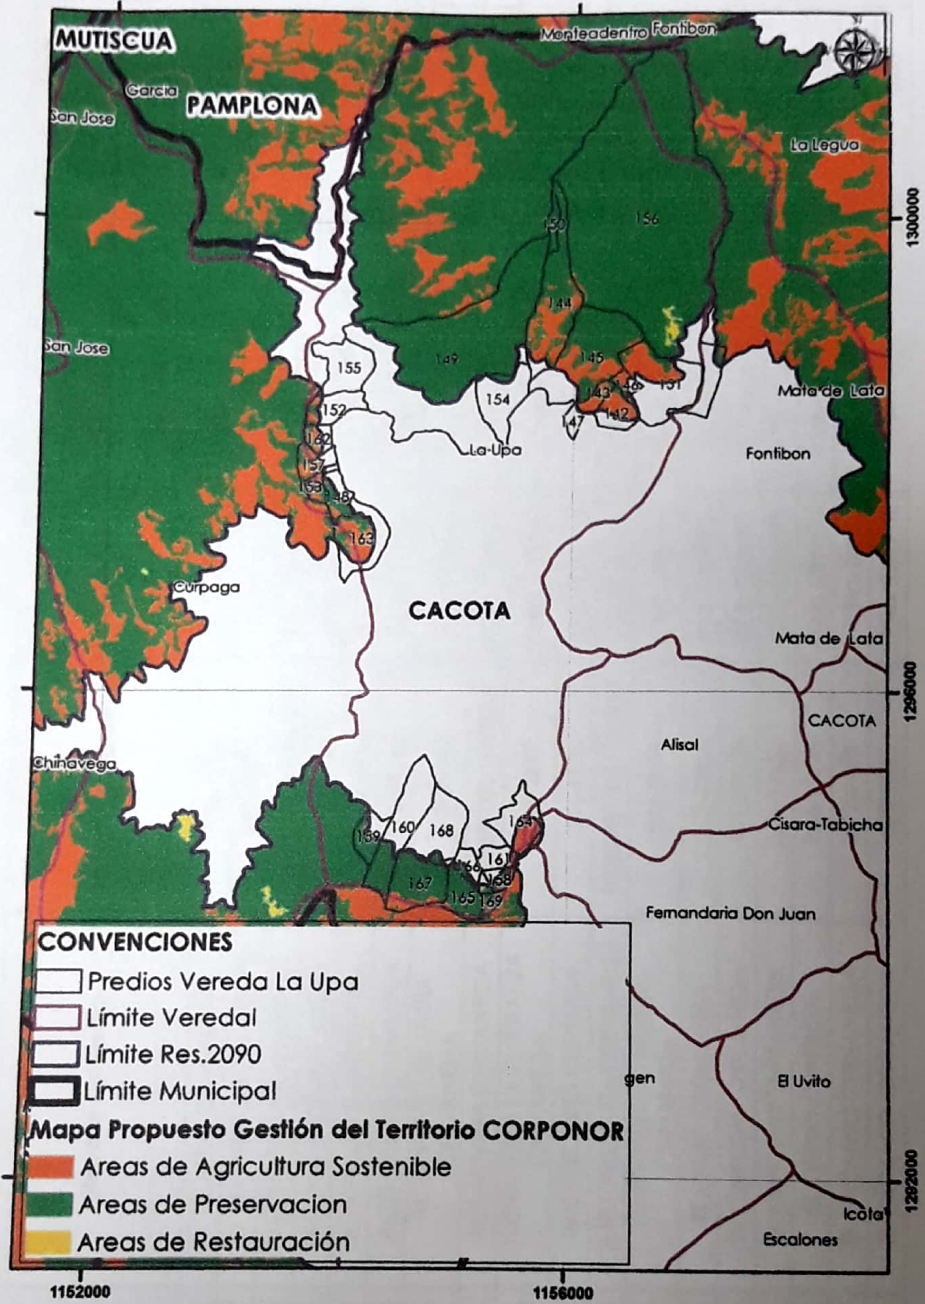 MUTISCUA
Monteadentro Fontibon
Garcia
PAMPLONA
San Jose
La Legua
1300000
150
156
144
San Jose
149
145
155
154
143
146
151
Mata de Lata
152
142
147
162
La-Upa
Fontibon
157
153
148
163
Curpaga
CACOTA
Mata de Lata
1296000
CACOTA
Alisal
Chinavega
160
168
164
Cisara-Tabicha
159
161
166
158
167
165
169
Fernandaria Don Juan
CONVENCIONES
Predios Vereda La Upa
Límite Veredal
Límite Res.2090
Límite Municipal
gen
El Uvito
Mapa Propuesto Gestión del Territorio CORPONOR
Areas de Agricultura Sostenible
Areas de Preservacion
Areas de Restauración
1292000
Icota
Escalones
1152000
1156000